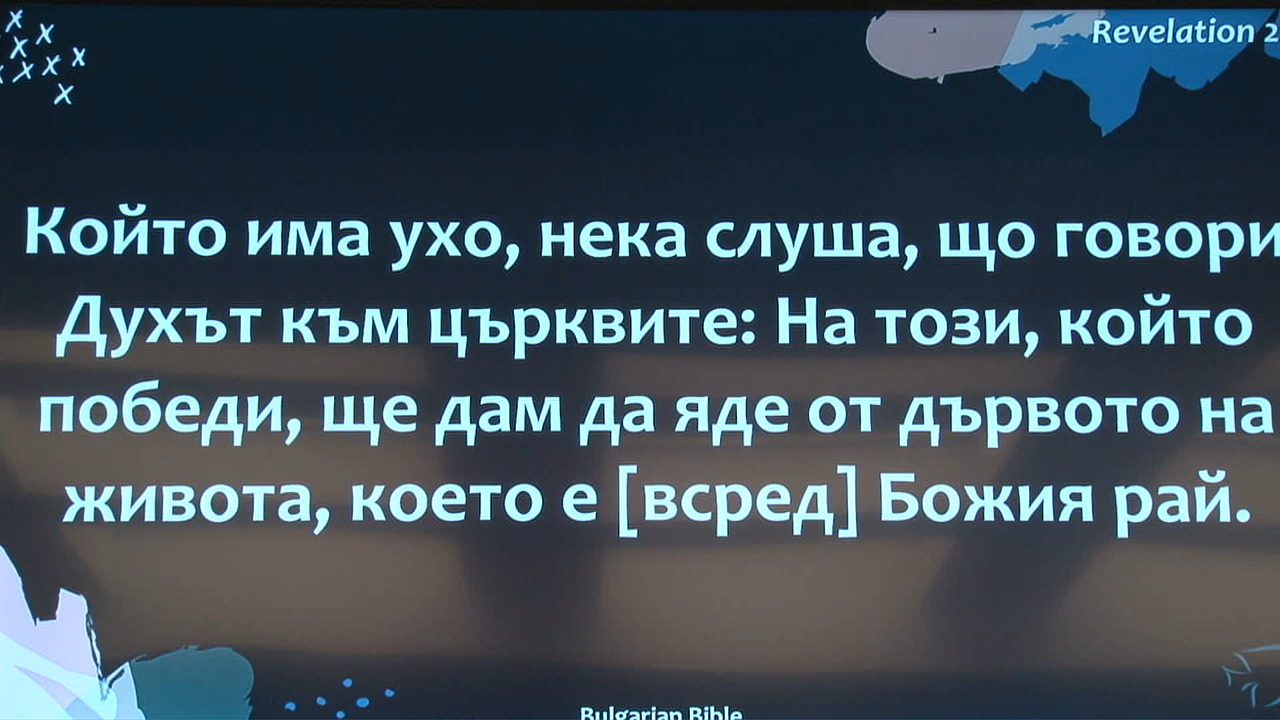 Revelation 2
Който има ухо, нека слуша, що говори
Духът към църквите: На този, който
победи, ще дам да яде от дървото на
живота, което е [всред] Божия рай.
Bulgarian Bible